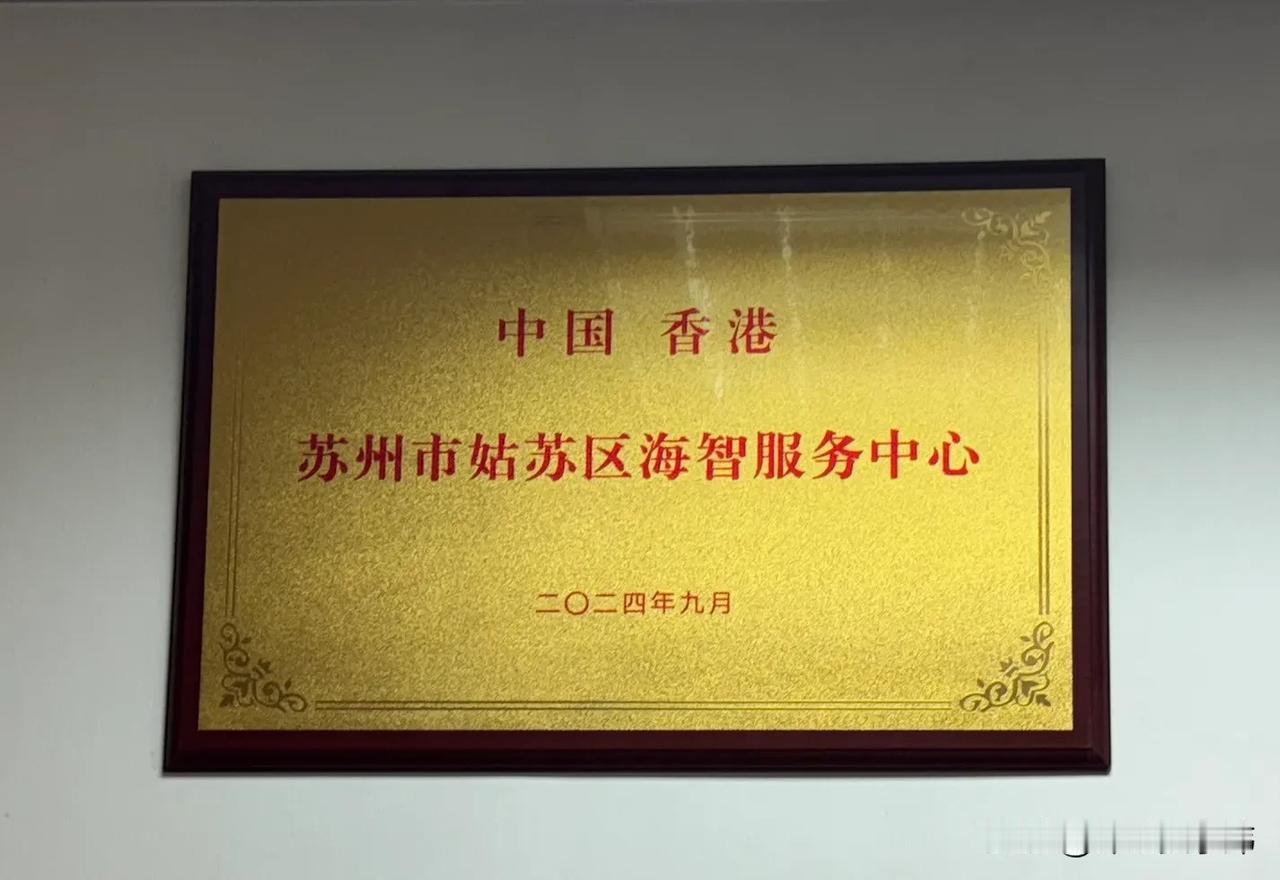 中国 香港
苏州市姑苏区海智服务中心
二〇二四年九月